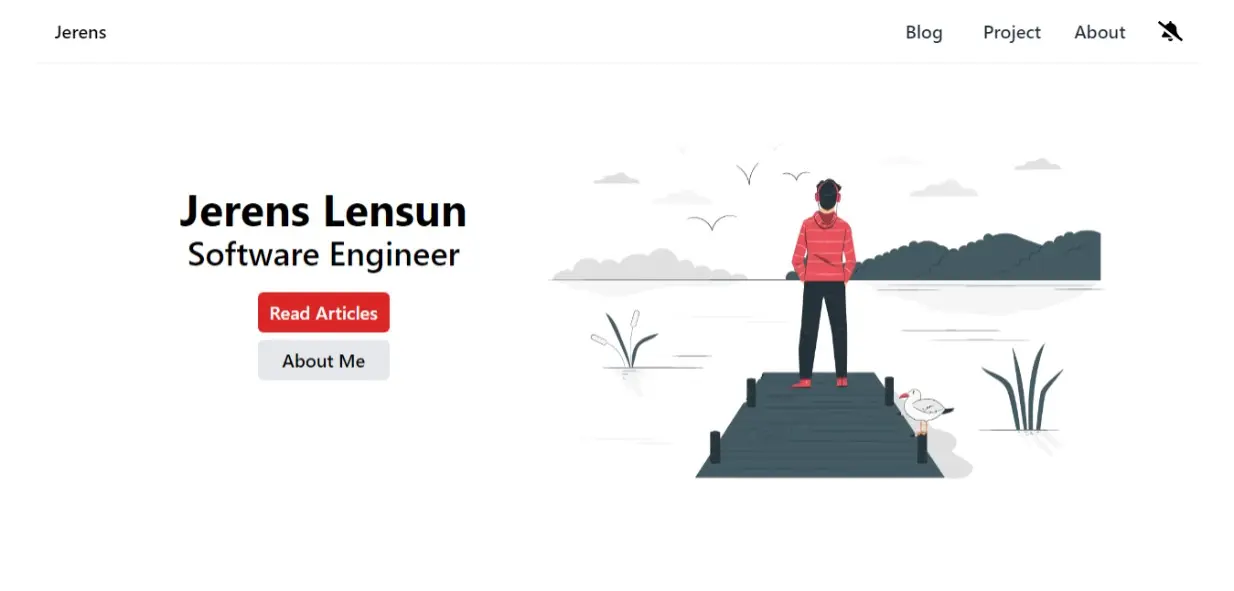 Jerens
Blog Project About
Jerens Lensun
Software Engineer
Read Articles
About Me